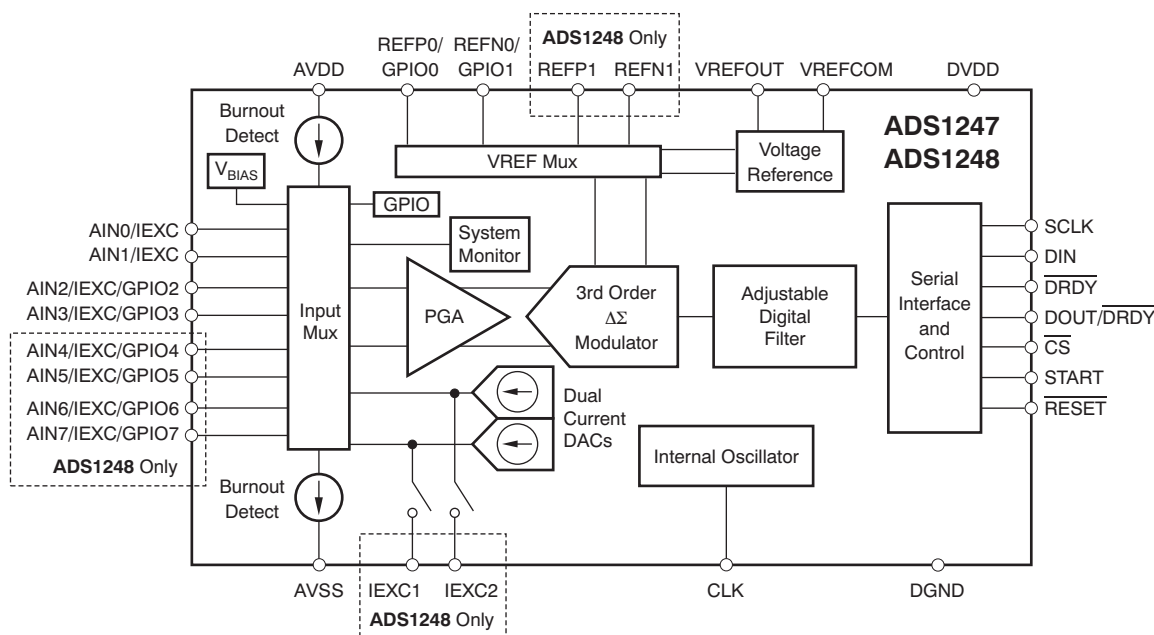 ADS1248 Only
REFP0/
GPIO0
REFN0/
GPIO1
REFP1
REFN1
AVDD
VREFOUT
VREFCOM
DVDD
ADS1247
ADS1248
Burnout
Detect
VREF Mux
Voltage
Reference
VBIAS
GPIO
System
Monitor
AIN0/IEXC
AIN1/IEXC
AIN2/IEXC/GPIO2
AIN3/IEXC/GPIO3
AIN4/IEXC/GPIO4
AIN5/IEXC/GPIO5
AIN6/IEXC/GPIO6
AIN7/IEXC/GPIO7
ADS1248 Only
Input
Mux
PGA
3rd Order
ΔΣ
Modulator
Adjustable
Digital
Filter
Serial
Interface
and
Control
SCLK
DIN
DRDY
DOUT/DRDY
CS
START
RESET
Dual
Current
DACs
Internal Oscillator
Burnout
Detect
AVSS
IEXC1
IEXC2
ADS1248 Only
CLK
DGND